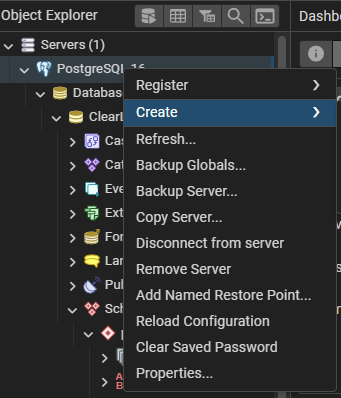 Object Explorer
Dashbo
Servers (1)
PostgreSQL 16
Register
Create
Refresh...
Backup Globals...
Backup Server...
Copy Server...
Disconnect from server
Remove Server
Add Named Restore Point...
Reload Configuration
Clear Saved Password
Properties...
Database
ClearL
Cas
Cat
Eve
Ext
For
Lan
Pul
Sch